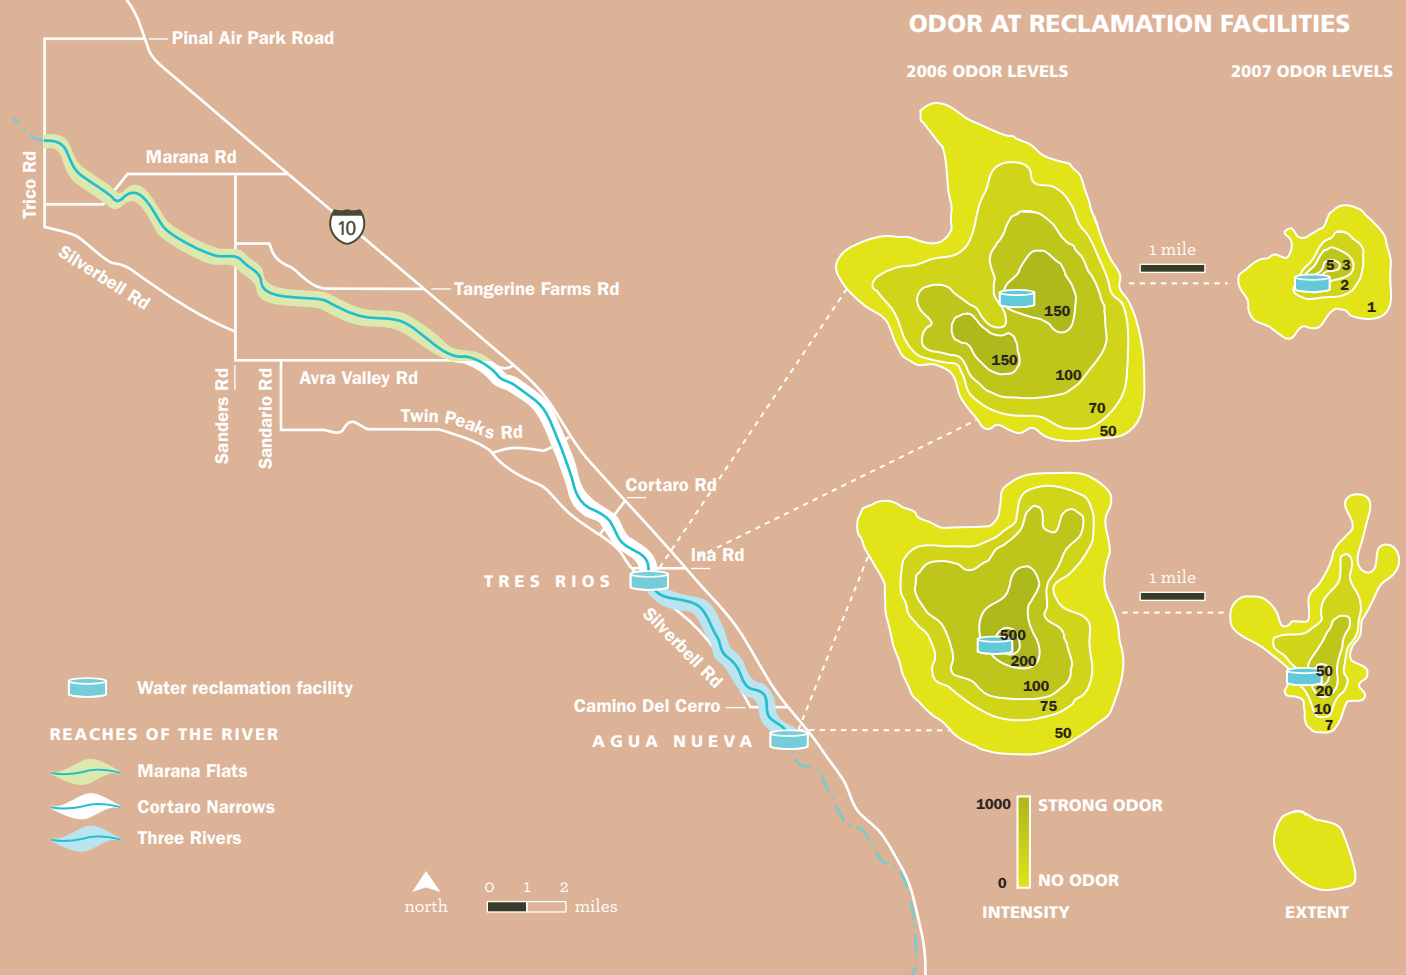 ODOR AT RECLAMATION FACILITIES
2006 ODOR LEVELS
2007 ODOR LEVELS
Pinal Air Park Road
Marana Rd
Trico Rd
10
Silverbell Rd
Tangerine Farms Rd
Avra Valley Rd
Sanders Rd
Sandario Rd
Twin Peaks Rd
Cortaro Rd
Ina Rd
TRES RIOS
Silverbell Rd
Camino Del Cerro
AGUA NUEVA
150
150
100
70
50
1 mile
5
3
2
1
500
200
100
75
50
1 mile
50
20
10
7
Water reclamation facility
REACHES OF THE RIVER
Marana Flats
Cortaro Narrows
Three Rivers
north
0 1 2
miles
1000
STRONG ODOR
0
NO ODOR
INTENSITY
EXTENT